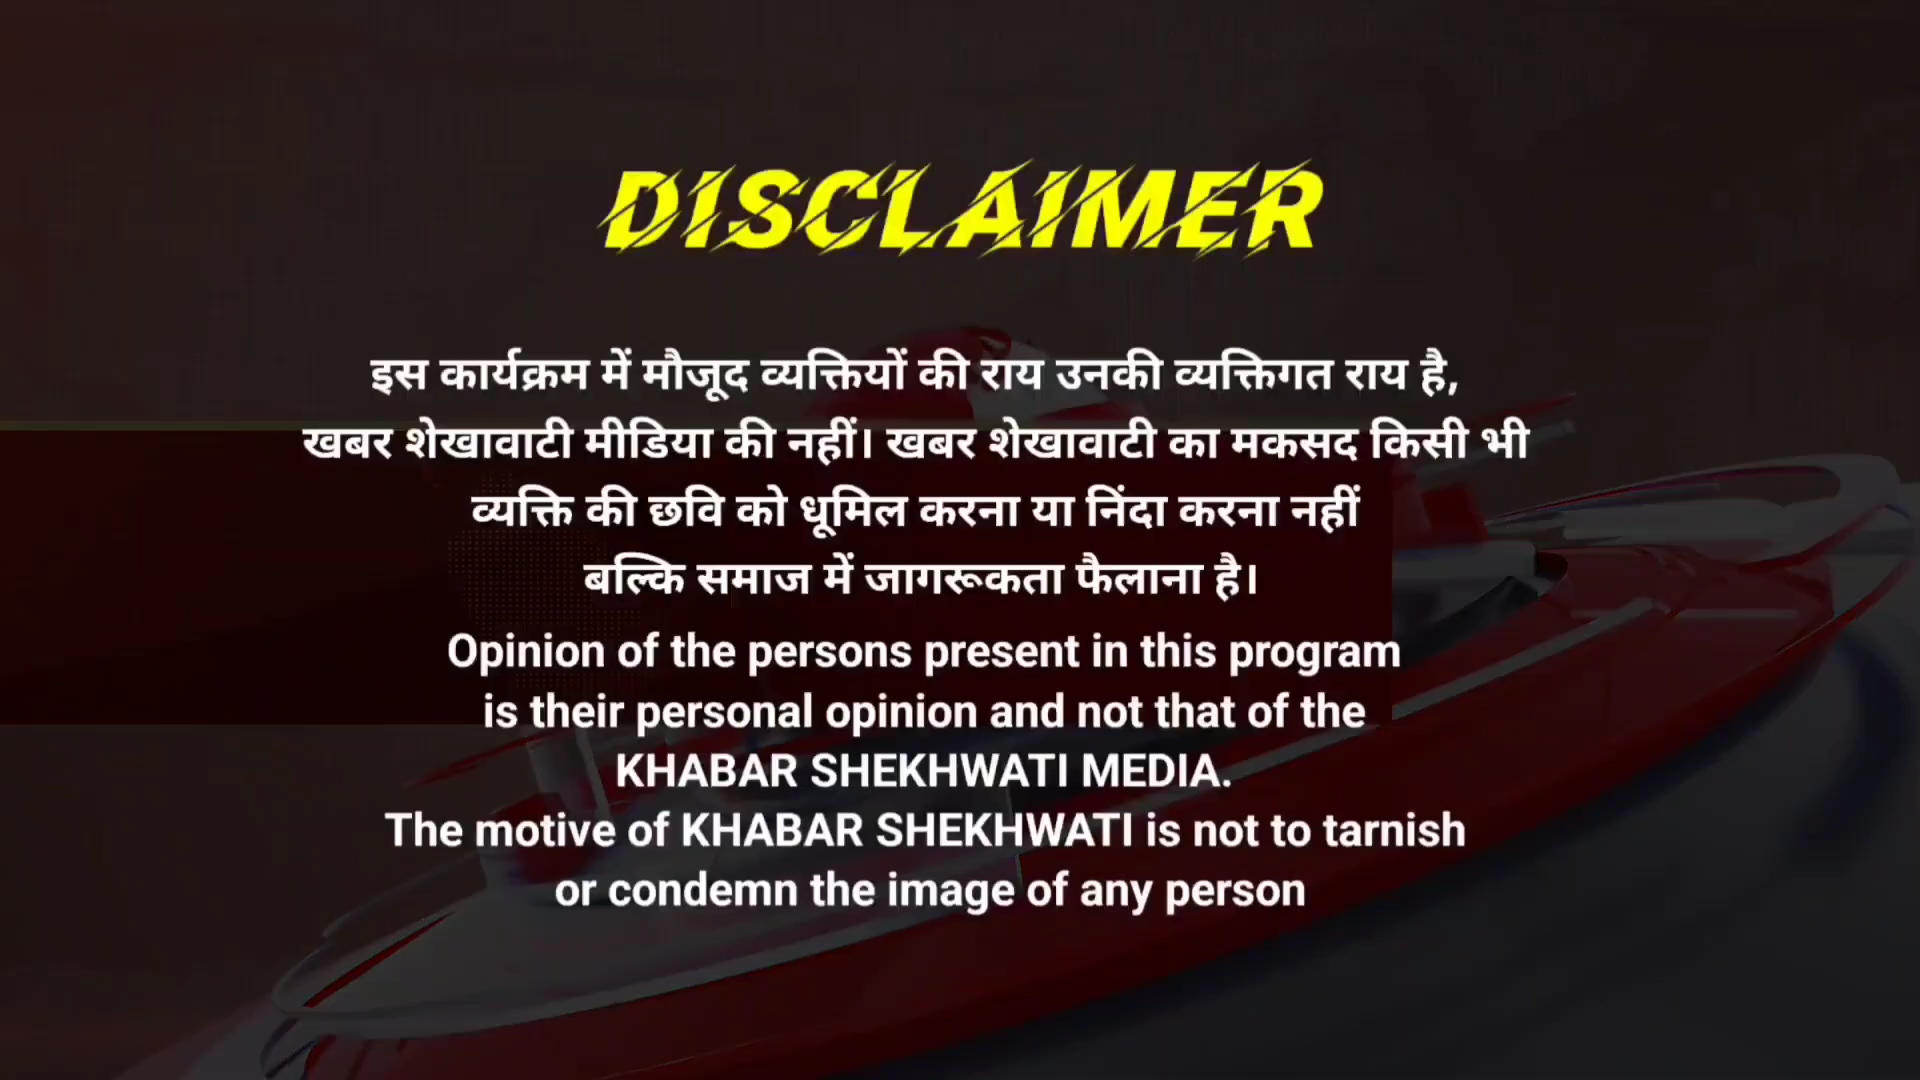 DISCLAIMER
इस कार्यक्रम में मौजूद व्यक्तियों की राय उनकी व्यक्तिगत राय है,
खबर शेखावाटी मीडिया की नहीं। खबर शेखावाटी का मकसद किसी भी
व्यक्ति की छवि को धूमिल करना या निंदा करना नहीं
बल्कि समाज में जागरूकता फैलाना है।
Opinion of the persons present in this program
is their personal opinion and not that of the
KHABAR SHEKHWATI MEDIA.
The motive of KHABAR SHEKHWATI is not to tarnish
or condemn the image of any person